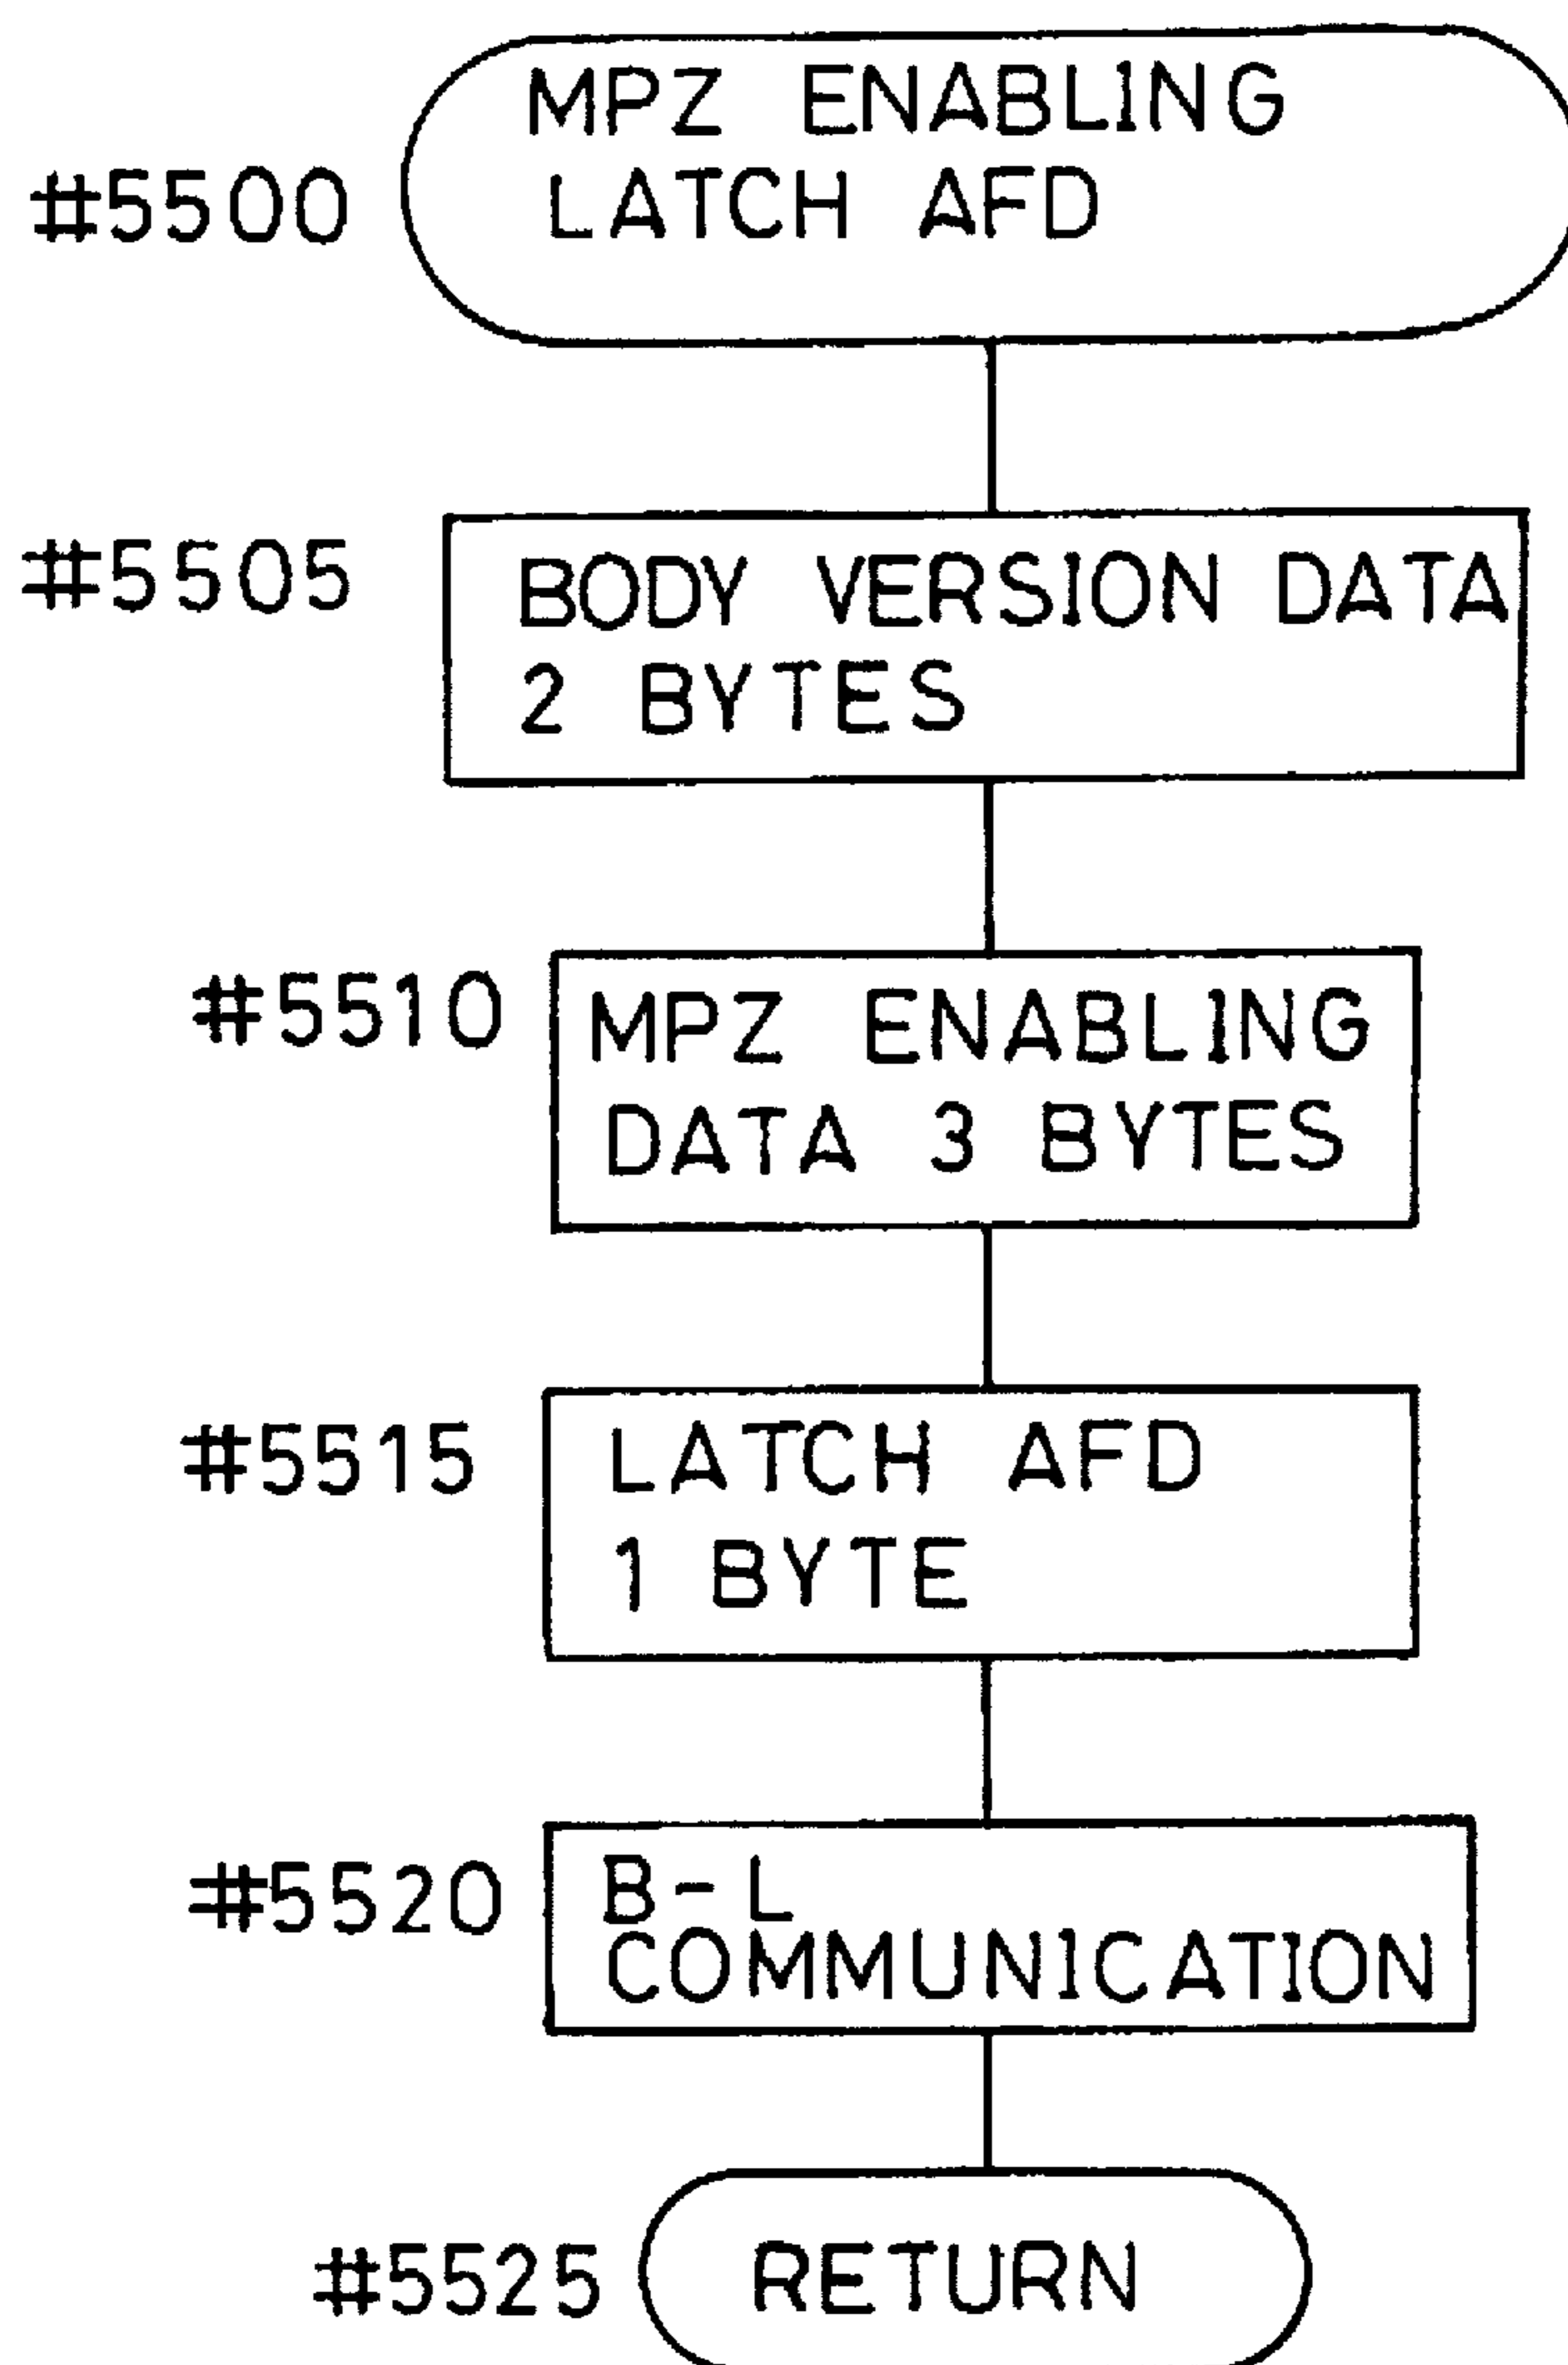 MPZ ENABLING
#5500 LATCH AFD
#5505 BODY VERSION DATA
2 BYTES
#5510 MPZ ENABLING
DATA 3 BYTES
#5515 LATCH AFD
1 BYTE
#5520 B-L
COMMUNICATION
#5525 RETURN